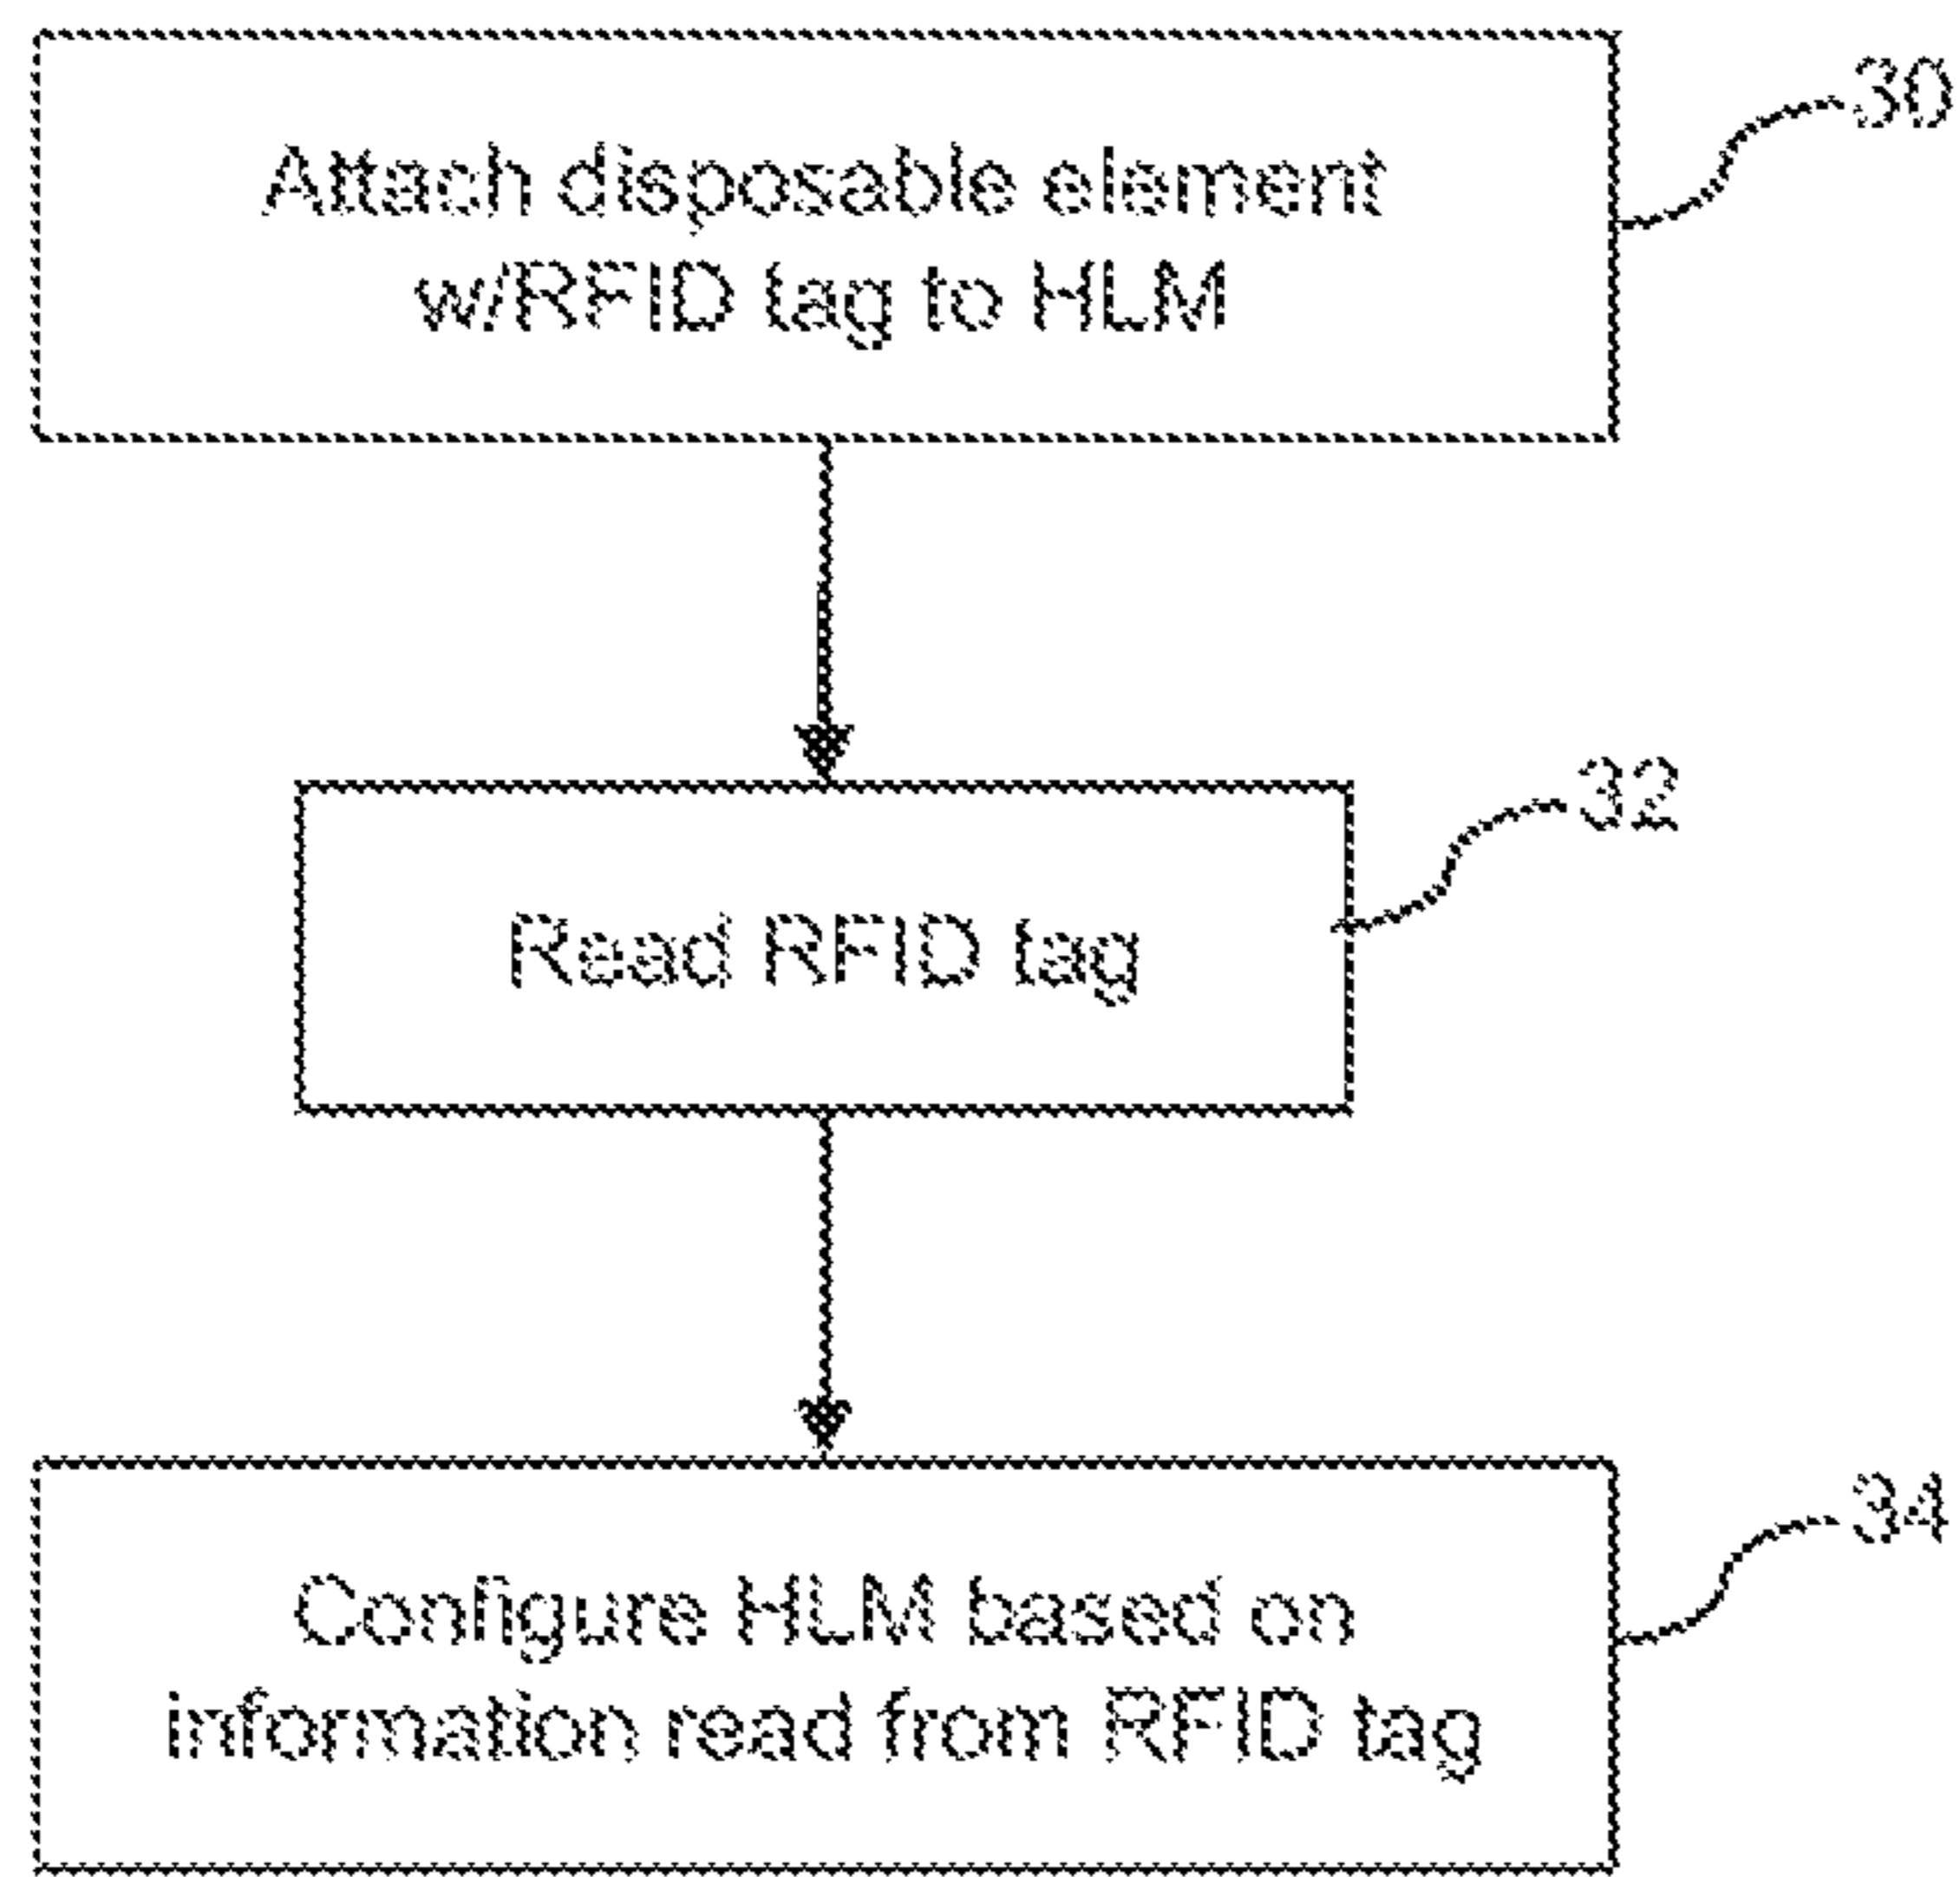 30
Attach disposable element
w/RFID tag to HLM
32
Read RFID tag
34
Configure HLM based on
information read from RFID tag